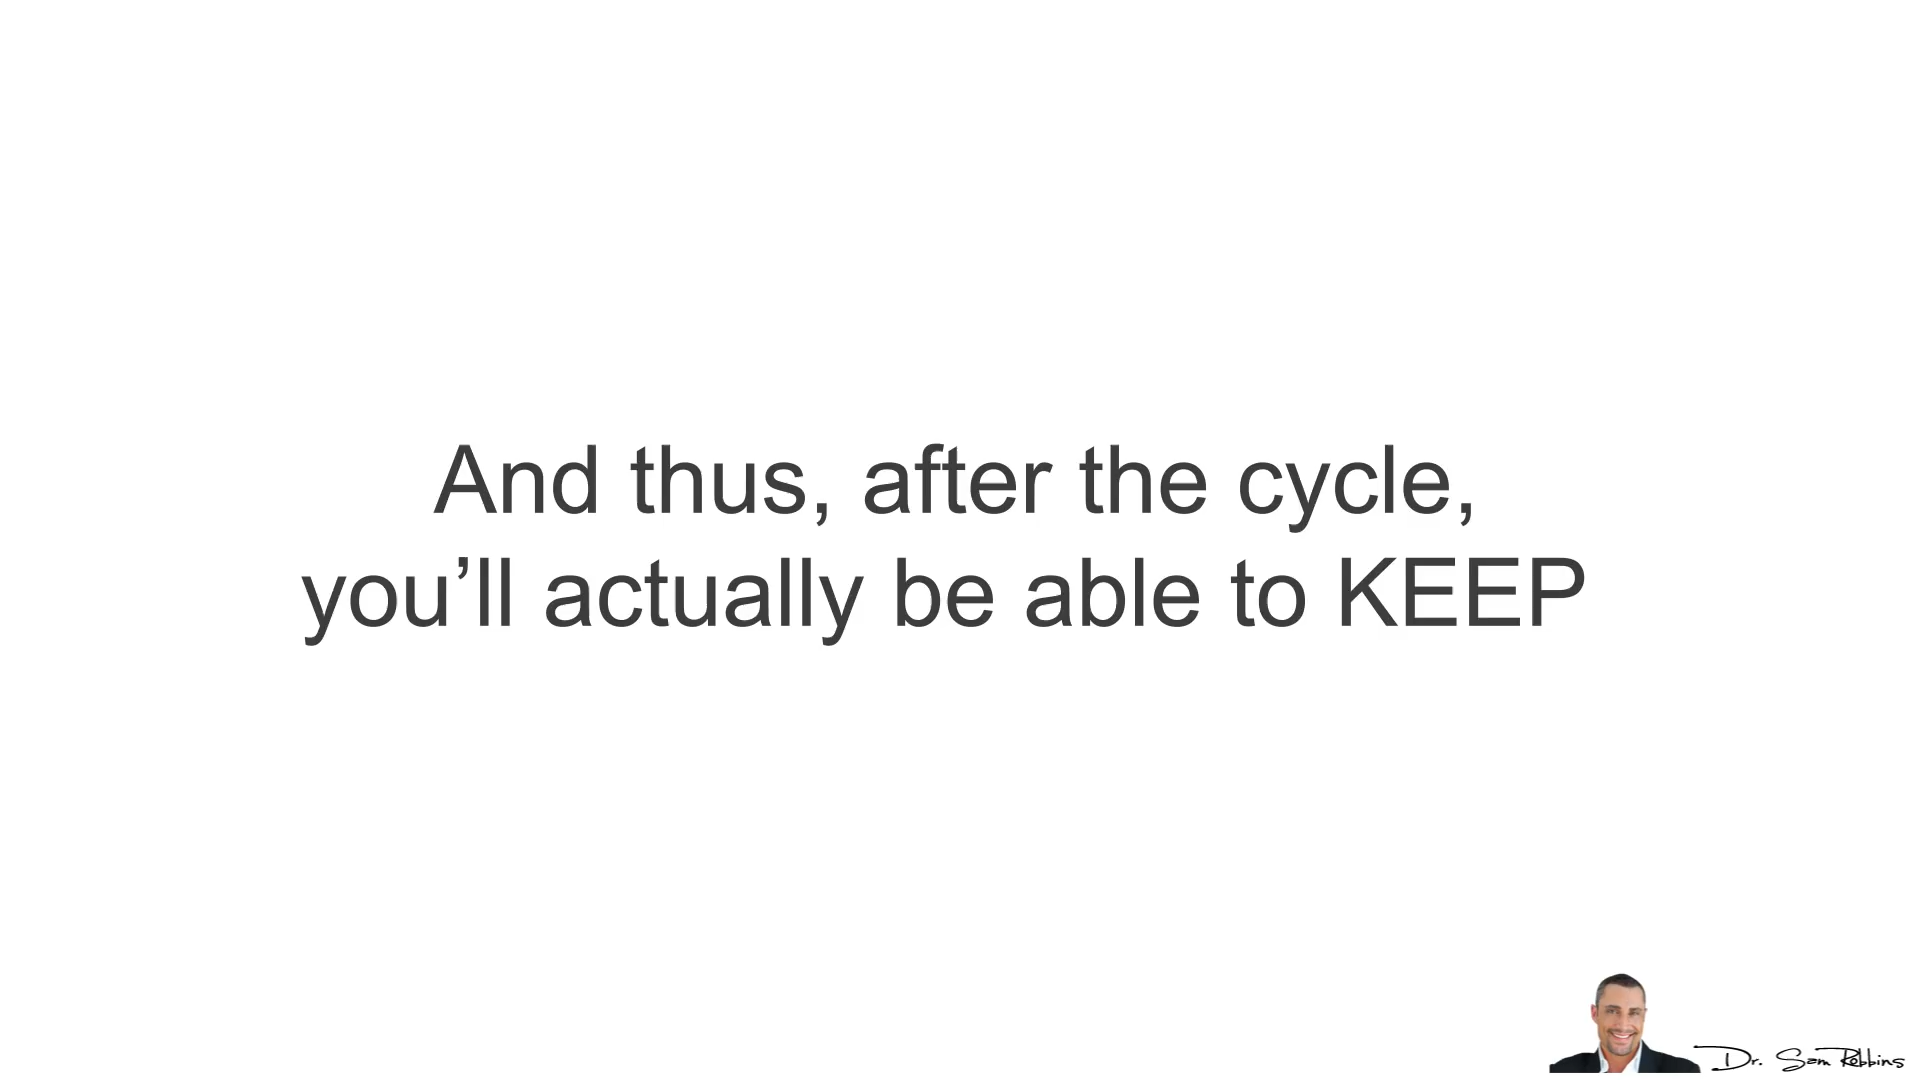 And thus, after the cycle,
you’ll actually be able to KEEP
Dr. Sam Robbins